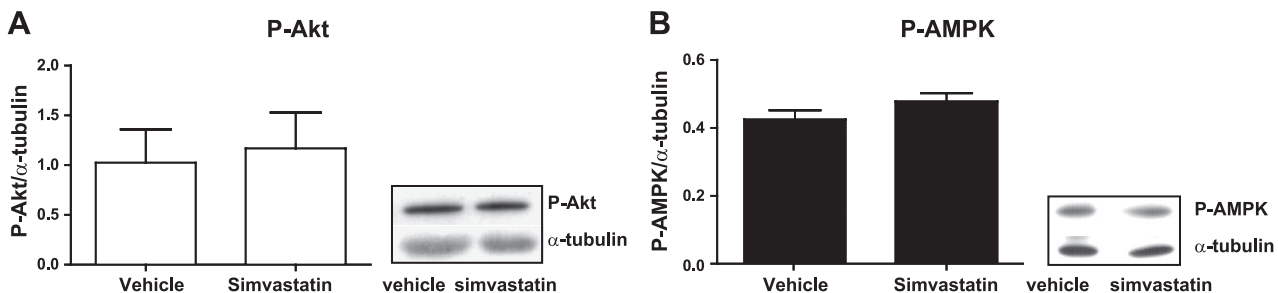 A
P-Akt
P-Akt/α-tubulin
2.0
1.5
1.0
0.5
0.0
Vehicle
Simvastatin
P-Akt
α-tubulin
vehicle simvastatin
B
P-AMPK
P-AMPK/α-tubulin
0.6
0.4
0.2
0.0
Vehicle
Simvastatin
P-AMPK
α-tubulin
vehicle simvastatin